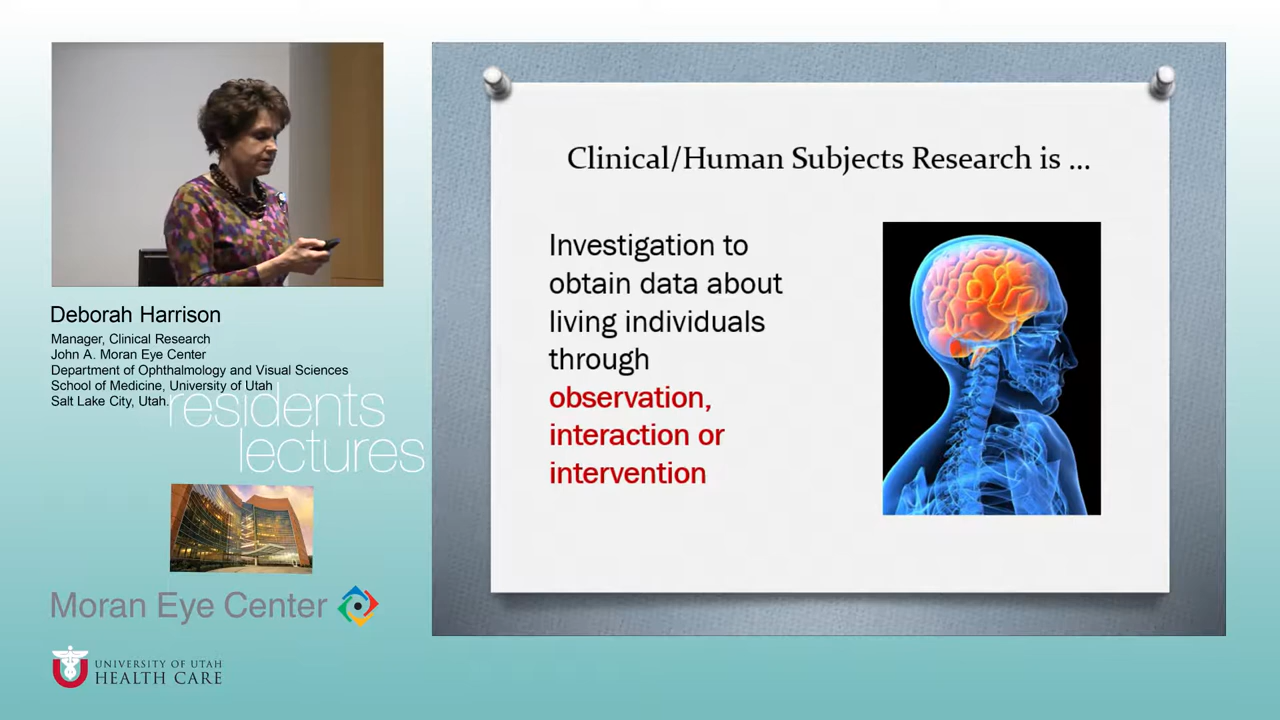 Deborah Harrison
Manager, Clinical Research
John A. Moran Eye Center
Department of Ophthalmology and Visual Sciences
School of Medicine, University of Utah
Salt Lake City, Utah.
residents
lectures
Moran Eye Center
UNIVERSITY OF UTAH
HEALTH CARE
Clinical/Human Subjects Research is ...
Investigation to
obtain data about
living individuals
through
observation,
interaction or
intervention